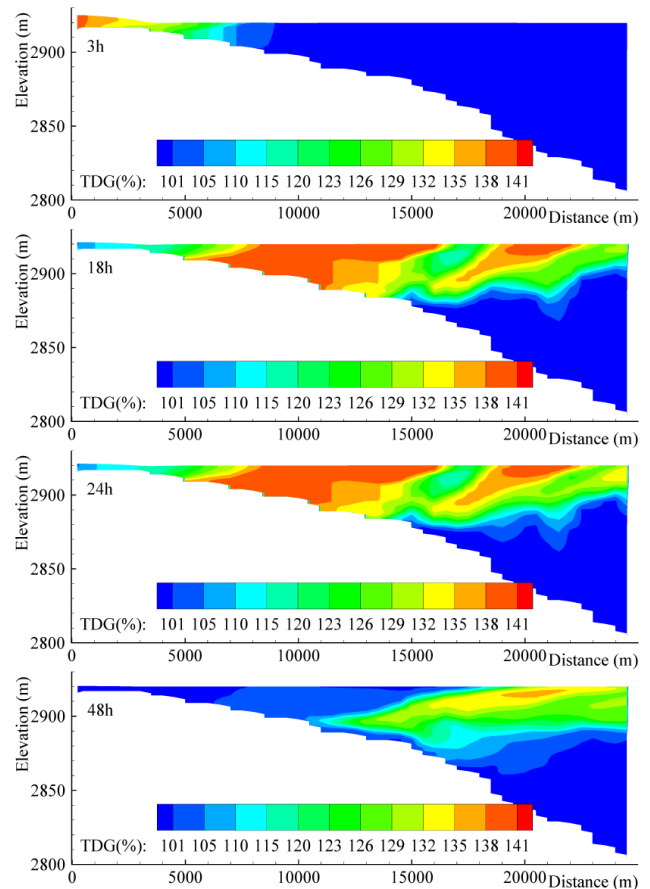 Elevation (m)
2900
3h
2850
TDG(%): 101 105 110 115 120 123 126 129 132 135 138 141
2800
0 5000 10000 15000 20000 Distance (m)
Elevation (m)
2900
18h
2850
TDG(%): 101 105 110 115 120 123 126 129 132 135 138 141
2800
0 5000 10000 15000 20000 Distance (m)
Elevation (m)
2900
24h
2850
TDG(%): 101 105 110 115 120 123 126 129 132 135 138 141
2800
0 5000 10000 15000 20000 Distance (m)
Elevation (m)
2900
48h
2850
TDG(%): 101 105 110 115 120 123 126 129 132 135 138 141
2800
0 5000 10000 15000 20000 Distance (m)